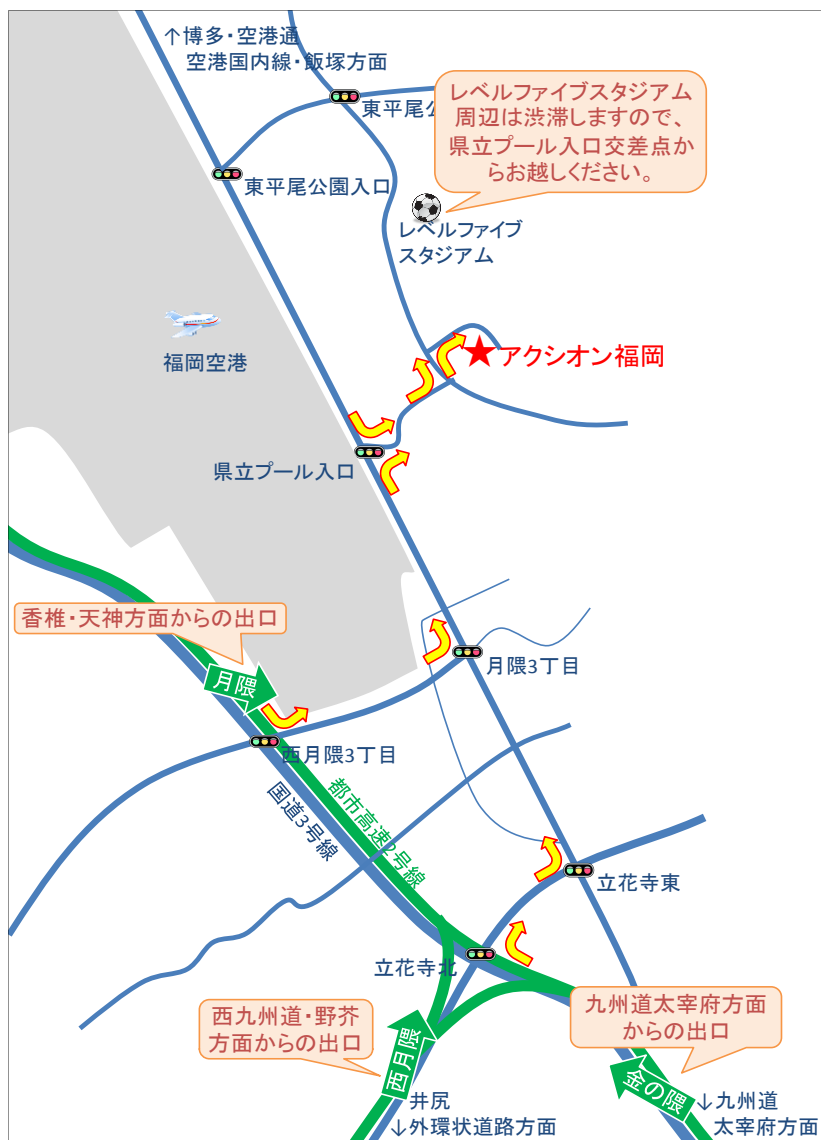 ↑博多・空港通
空港国内線・飯塚方面
東平尾公
レベルファイブスタジアム
周辺は渋滞しますので、
県立プール入口交差点か
らお越しください。
東平尾公園入口
レベルファイブ
スタジアム
福岡空港
アクシオン福岡
県立プール入口
香椎・天神方面からの出口
月隈
月隈3丁目
西月隈3丁目
国道3号線
都市高速2号線
立花寺東
立花寺北
西九州道・野芥
方面からの出口
九州道太宰府方面
からの出口
西月隈
金の隈
井尻
↓外環状道路方面
↓九州道
太宰府方面